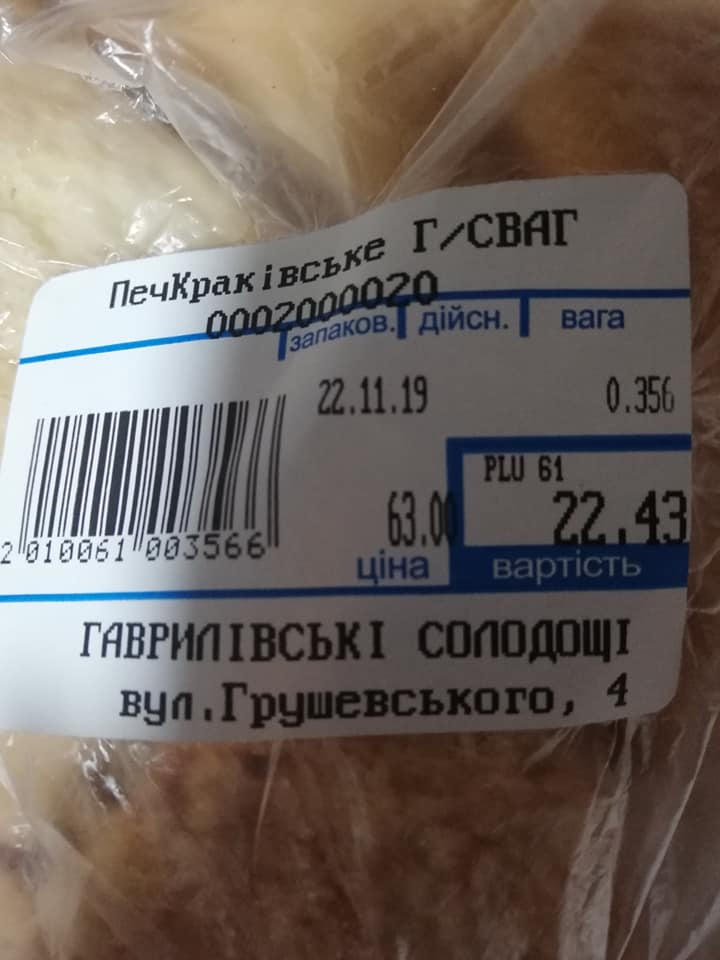 ПечКраківське Г/СВАГ
0002000020
запаков. дійсн. вага
22.11.19 0.356
PLU 61
63.00 22.43
ціна вартість
2 010061 003566
ГАВРИЛІВСЬКІ СОЛОДОЩІ
вул.Грушевського, 4